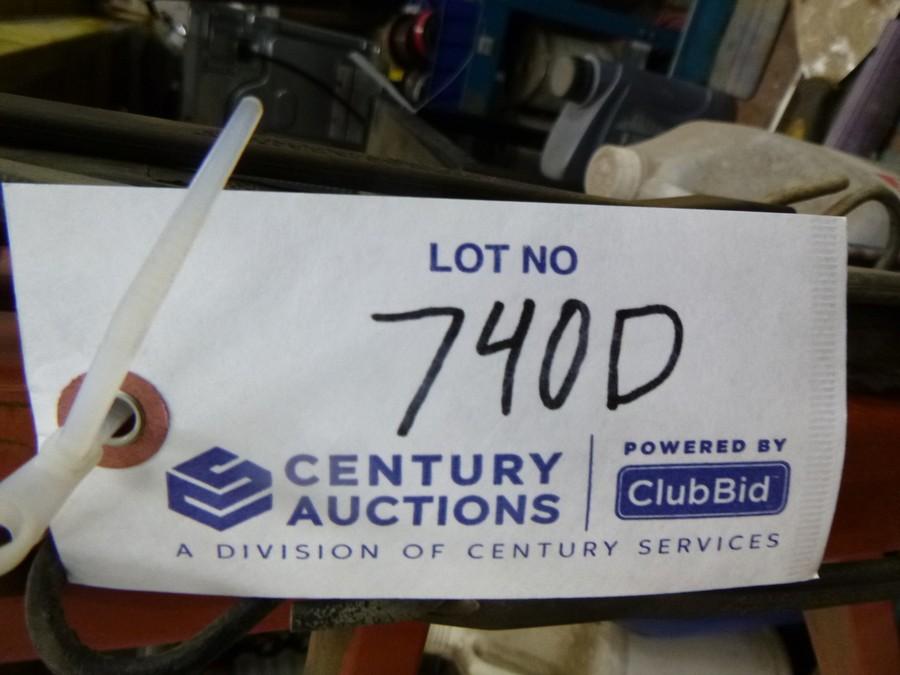 LOT NO
740D
CENTURY AUCTIONS
POWERED BY
ClubBid
A DIVISION OF CENTURY SERVICES